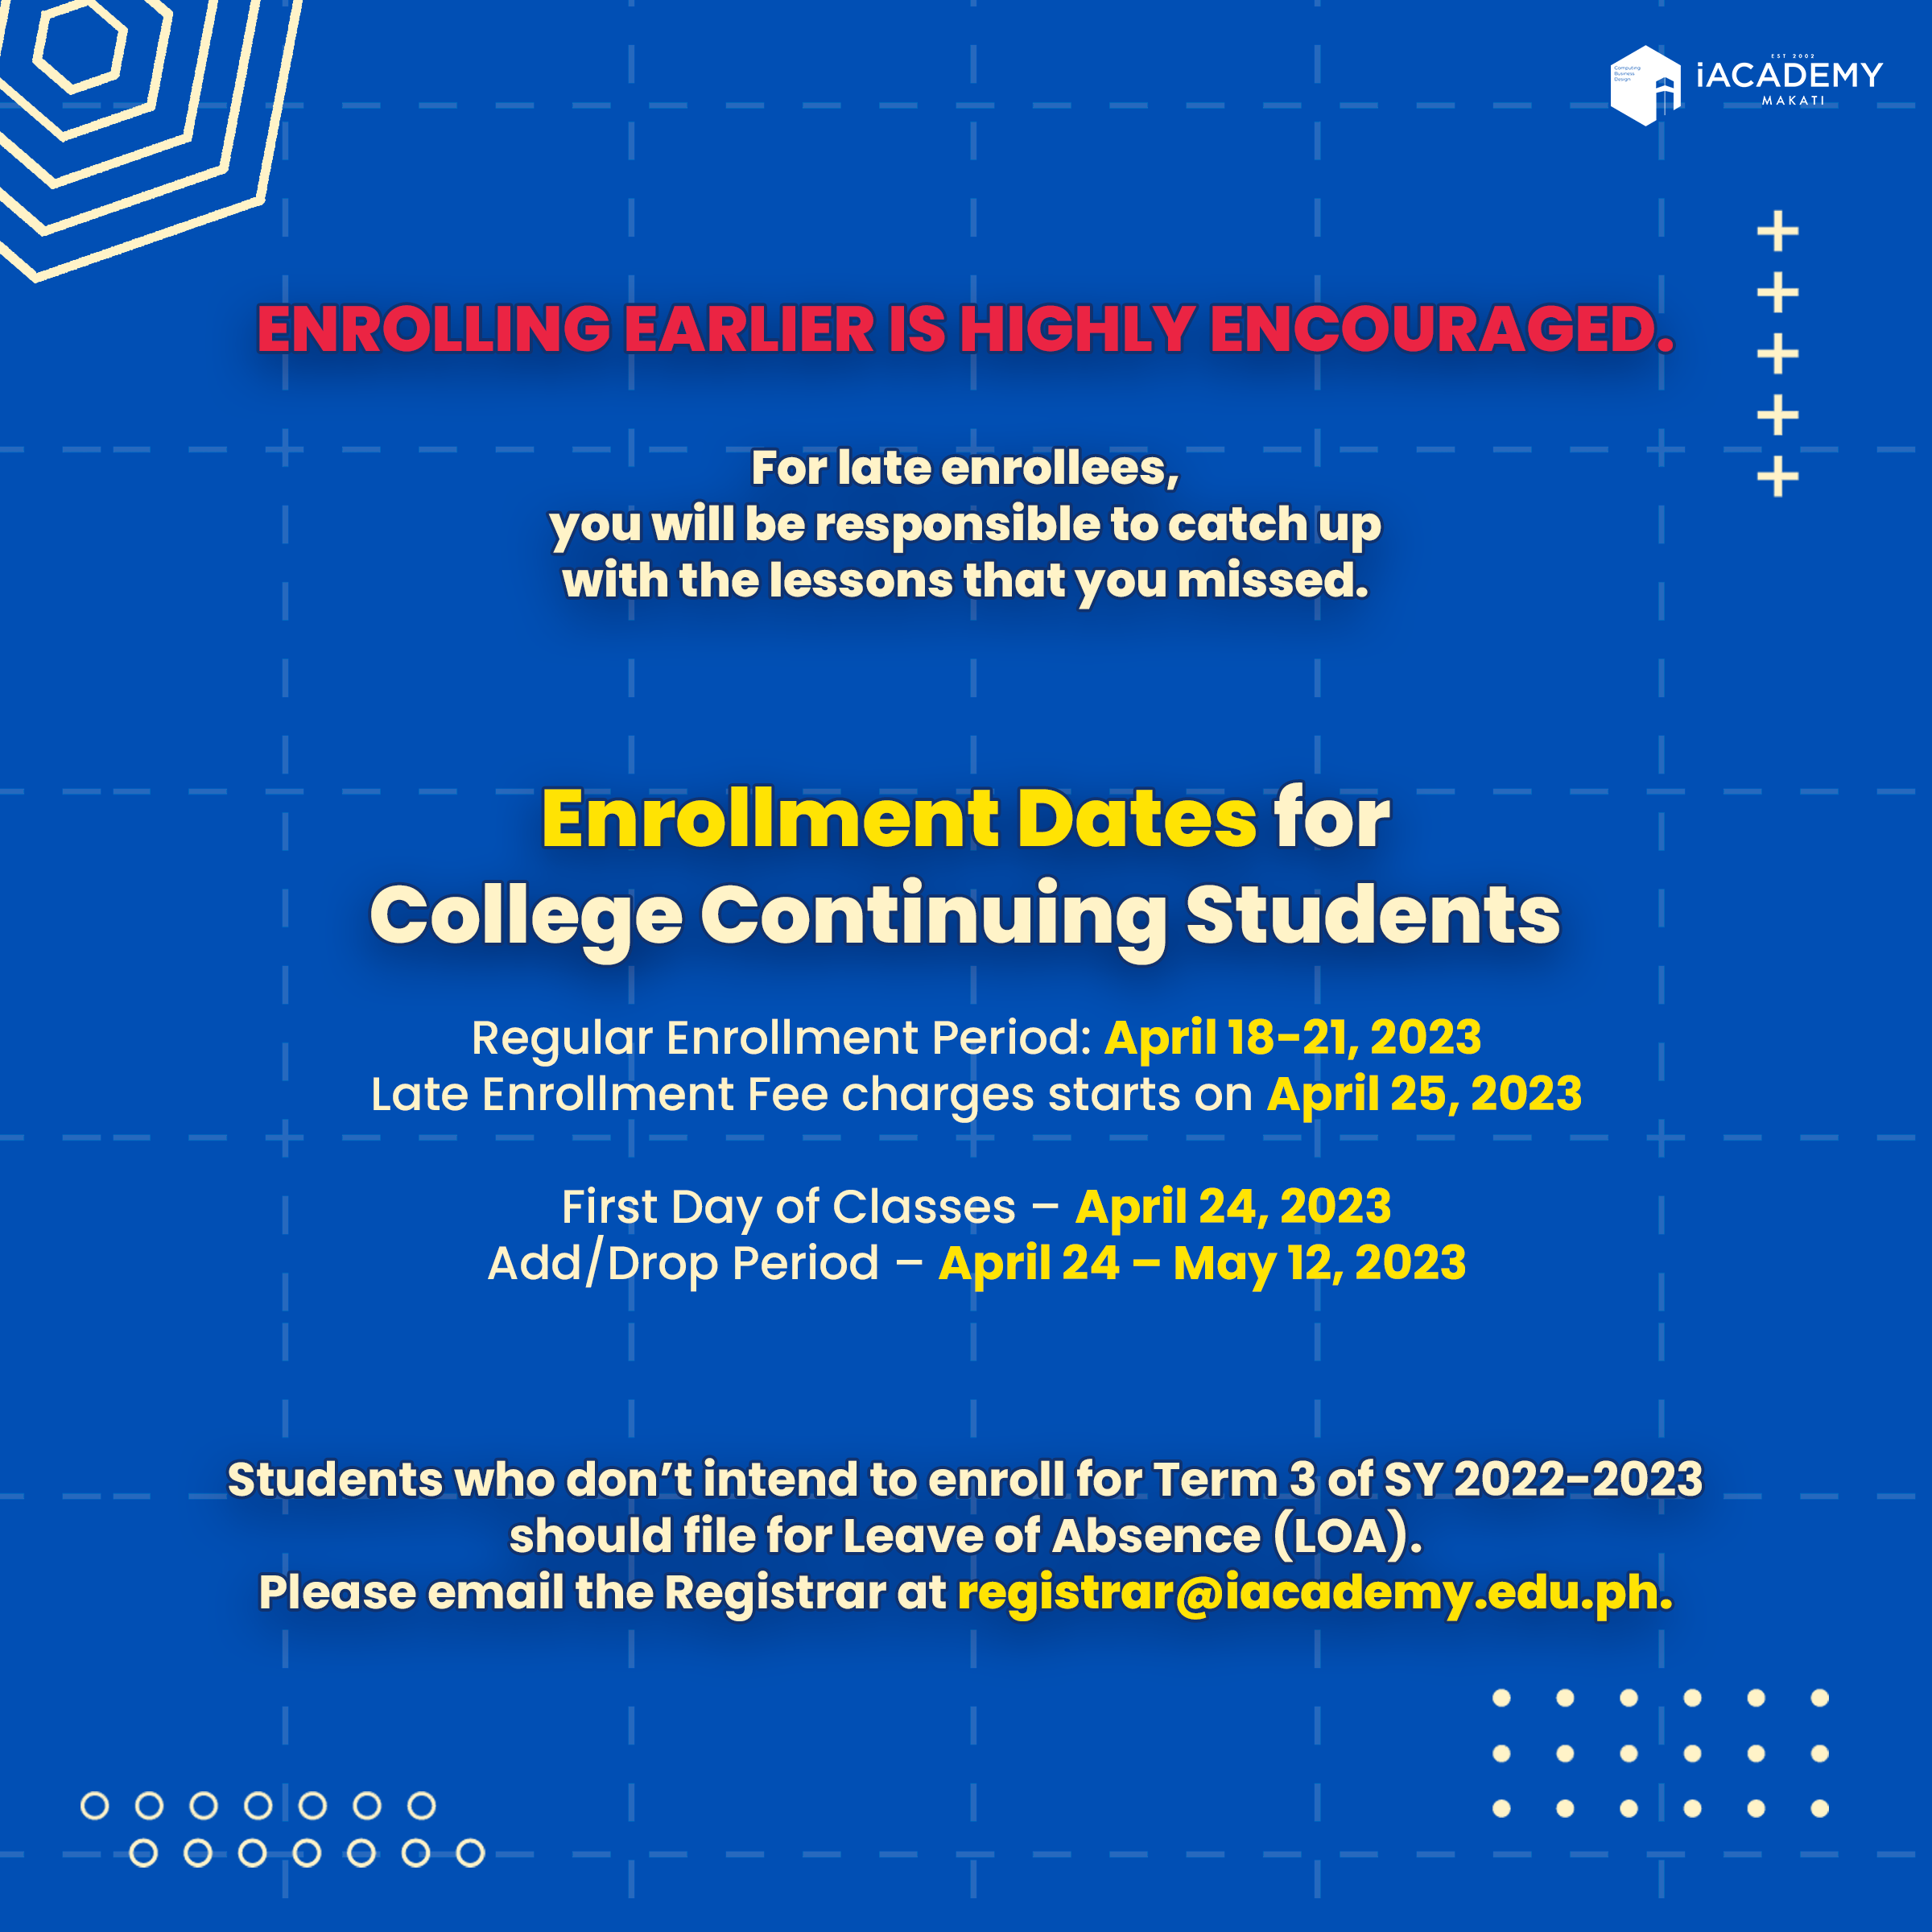 Computing
Business
Design
EST 2002
iACADEMY
MAKATI
ENROLLING EARLIER IS HIGHLY ENCOURAGED.
For late enrollees,
you will be responsible to catch up
with the lessons that you missed.
Enrollment Dates for
College Continuing Students
Regular Enrollment Period: April 18-21, 2023
Late Enrollment Fee charges starts on April 25, 2023
First Day of Classes – April 24, 2023
Add/Drop Period – April 24 – May 12, 2023
Students who don’t intend to enroll for Term 3 of SY 2022-2023
should file for Leave of Absence (LOA).
Please email the Registrar at registrar@iacademy.edu.ph.